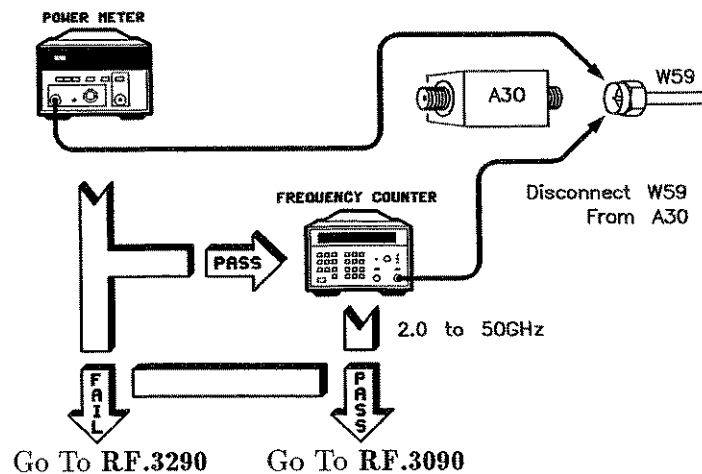 POWER METER
W59
A30
Disconnect W59
From A30
FREQUENCY COUNTER
PASS
2.0 to 50GHz
FAIL
PASS
Go To RF.3290
Go To RF.3090